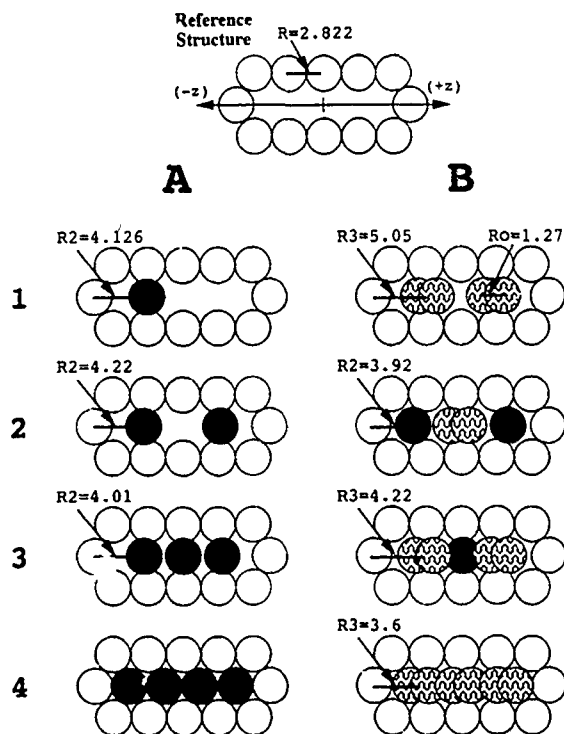 Reference
Structure
R=2.822
(-z)
(+z)
A
B
R2=4.126
R3=5.05
Ro=1.27
1
R2=4.22
R2=3.92
2
R2=4.01
R3=4.22
3
R3=3.6
4